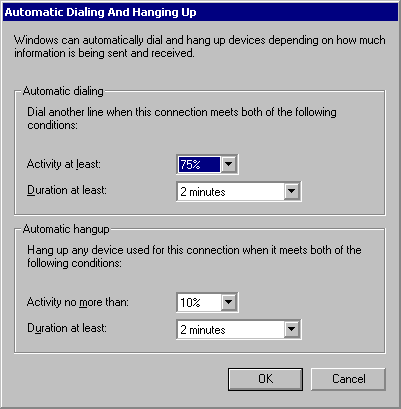 Automatic Dialing And Hanging Up
Windows can automatically dial and hang up devices depending on how much
information is being sent and received.
Automatic dialing
Dial another line when this connection meets both of the following
conditions:
Activity at least:
75%
Duration at least:
2 minutes
Automatic hangup
Hang up any device used for this connection when it meets both of the
following conditions:
Activity no more than:
10%
Duration at least:
2 minutes
OK
Cancel